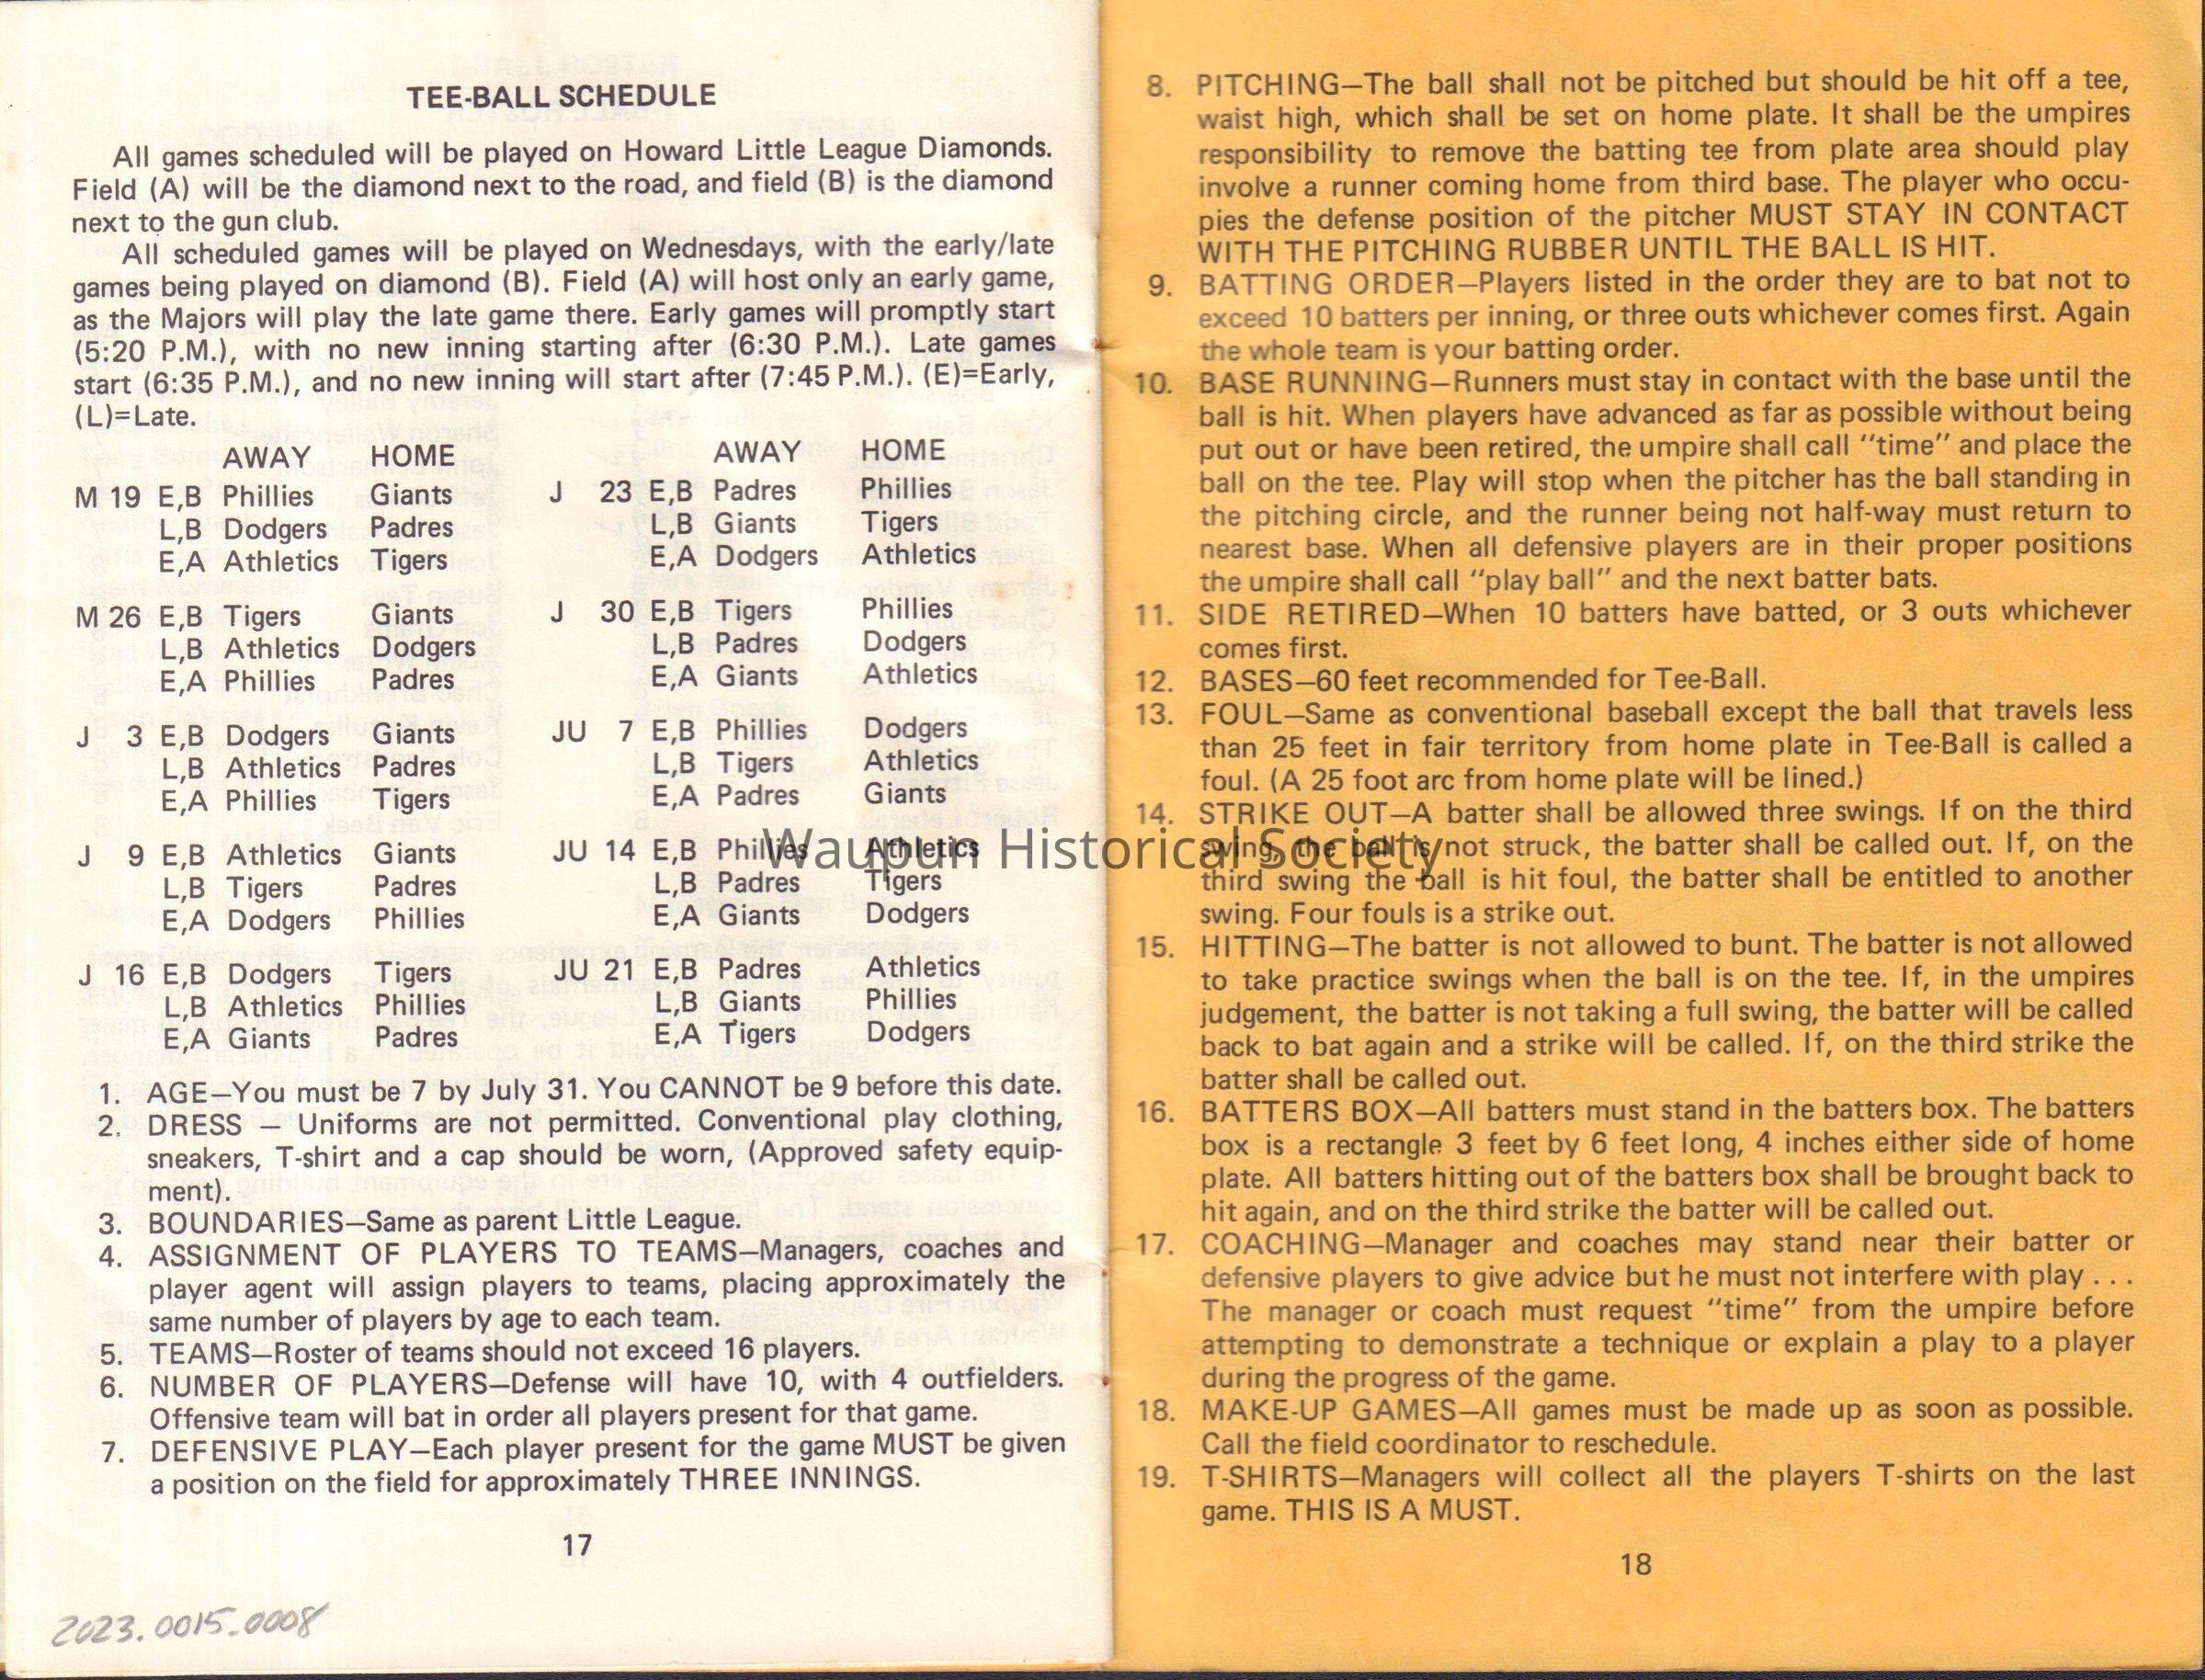 TEE-BALL SCHEDULE
All games scheduled will be played on Howard Little League Diamonds.
Field (A) will be the diamond next to the road, and field (B) is the diamond
next to the gun club.
All scheduled games will be played on Wednesdays, with the early/late
games being played on diamond (B). Field (A) will host only an early game,
as the Majors will play the late game there. Early games will promptly start
(5:20 P.M.), with no new inning starting after (6:30 P.M.). Late games
start (6:35 P.M.), and no new inning will start after (7:45 P.M.). (E)=Early,
(L)=Late.
AWAY HOME
M 19 E,B Phillies Giants
L,B Dodgers Padres
E,A Athletics Tigers
M 26 E,B Tigers Giants
L,B Athletics Dodgers
E,A Phillies Padres
J 3 E,B Dodgers Giants
L,B Athletics Padres
E,A Phillies Tigers
J 9 E,B Athletics Giants
L,B Tigers Padres
E,A Dodgers Phillies
J 16 E,B Dodgers Tigers
L,B Athletics Phillies
E,A Giants Padres
AWAY HOME
J 23 E,B Padres Phillies
L,B Giants Tigers
E,A Dodgers Athletics
J 30 E,B Tigers Phillies
L,B Padres Dodgers
E,A Giants Athletics
JU 7 E,B Phillies Dodgers
L,B Tigers Athletics
E,A Padres Giants
JU 14 E,B Phillies Athletics
L,B Padres Tigers
E,A Giants Dodgers
JU 21 E,B Padres Athletics
L,B Giants Phillies
E,A Tigers Dodgers
1. AGE—You must be 7 by July 31. You CANNOT be 9 before this date.
2. DRESS — Uniforms are not permitted. Conventional play clothing,
sneakers, T-shirt and a cap should be worn, (Approved safety equip-
ment).
3. BOUNDARIES—Same as parent Little League.
4. ASSIGNMENT OF PLAYERS TO TEAMS—Managers, coaches and
player agent will assign players to teams, placing approximately the
same number of players by age to each team.
5. TEAMS—Roster of teams should not exceed 16 players.
6. NUMBER OF PLAYERS—Defense will have 10, with 4 outfielders.
Offensive team will bat in order all players present for that game.
7. DEFENSIVE PLAY—Each player present for the game MUST be given
a position on the field for approximately THREE INNINGS.
17
2023.0015.0008
8. PITCHING—The ball shall not be pitched but should be hit off a tee,
waist high, which shall be set on home plate. It shall be the umpires
responsibility to remove the batting tee from plate area should play
involve a runner coming home from third base. The player who occu-
pies the defense position of the pitcher MUST STAY IN CONTACT
WITH THE PITCHING RUBBER UNTIL THE BALL IS HIT.
9. BATTING ORDER—Players listed in the order they are to bat not to
exceed 10 batters per inning, or three outs whichever comes first. Again
the whole team is your batting order.
10. BASE RUNNING—Runners must stay in contact with the base until the
ball is hit. When players have advanced as far as possible without being
put out or have been retired, the umpire shall call "time" and place the
ball on the tee. Play will stop when the pitcher has the ball standing in
the pitching circle, and the runner being not half-way must return to
nearest base. When all defensive players are in their proper positions
the umpire shall call "play ball" and the next batter bats.
11. SIDE RETIRED—When 10 batters have batted, or 3 outs whichever
comes first.
12. BASES—60 feet recommended for Tee-Ball.
13. FOUL—Same as conventional baseball except the ball that travels less
than 25 feet in fair territory from home plate in Tee-Ball is called a
foul. (A 25 foot arc from home plate will be lined.)
14. STRIKE OUT—A batter shall be allowed three swings. If on the third
swing, the ball is not struck, the batter shall be called out. If, on the
third swing the ball is hit foul, the batter shall be entitled to another
swing. Four fouls is a strike out.
15. HITTING—The batter is not allowed to bunt. The batter is not allowed
to take practice swings when the ball is on the tee. If, in the umpires
judgement, the batter is not taking a full swing, the batter will be called
back to bat again and a strike will be called. If, on the third strike the
batter shall be called out.
16. BATTERS BOX—All batters must stand in the batters box. The batters
box is a rectangle 3 feet by 6 feet long, 4 inches either side of home
plate. All batters hitting out of the batters box shall be brought back to
hit again, and on the third strike the batter will be called out.
17. COACHING—Manager and coaches may stand near their batter or
defensive players to give advice but he must not interfere with play . . .
The manager or coach must request "time" from the umpire before
attempting to demonstrate a technique or explain a play to a player
during the progress of the game.
18. MAKE-UP GAMES—All games must be made up as soon as possible.
Call the field coordinator to reschedule.
19. T-SHIRTS—Managers will collect all the players T-shirts on the last
game. THIS IS A MUST.
18
Waupun Historical Society